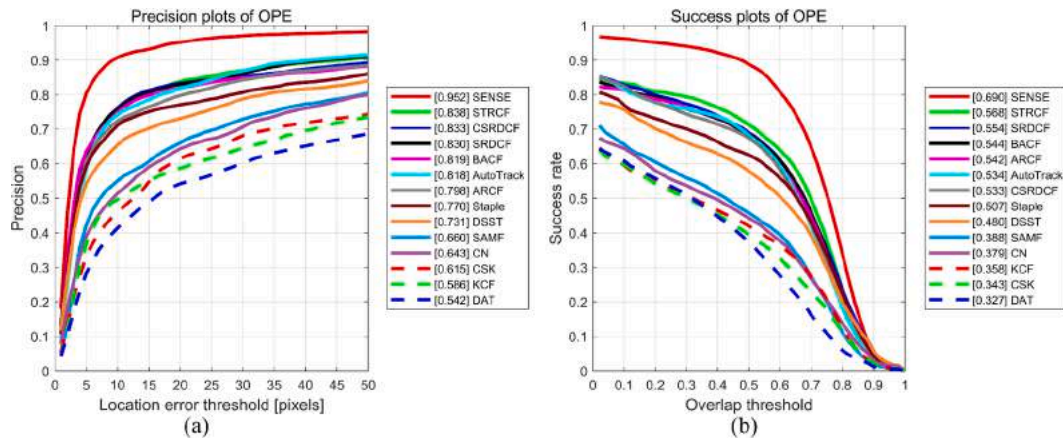 Precision plots of OPE
1
0.9
0.8
0.7
0.6
0.5
0.4
0.3
0.2
0.1
0
Precision
0 5 10 15 20 25 30 35 40 45 50
Location error threshold [pixels]
(a)
[0.952] SENSE
[0.838] STRCF
[0.833] CSRDCF
[0.830] SRDCF
[0.819] BACF
[0.818] AutoTrack
[0.798] ARCF
[0.770] Staple
[0.731] DSST
[0.660] SAMF
[0.643] CN
[0.615] CSK
[0.586] KCF
[0.542] DAT
Success plots of OPE
1
0.9
0.8
0.7
0.6
0.5
0.4
0.3
0.2
0.1
0
Success rate
0 0.1 0.2 0.3 0.4 0.5 0.6 0.7 0.8 0.9 1
Overlap threshold
(b)
[0.690] SENSE
[0.568] STRCF
[0.554] SRDCF
[0.544] BACF
[0.542] ARCF
[0.534] AutoTrack
[0.533] CSRDCF
[0.507] Staple
[0.480] DSST
[0.388] SAMF
[0.379] CN
[0.358] KCF
[0.343] CSK
[0.327] DAT